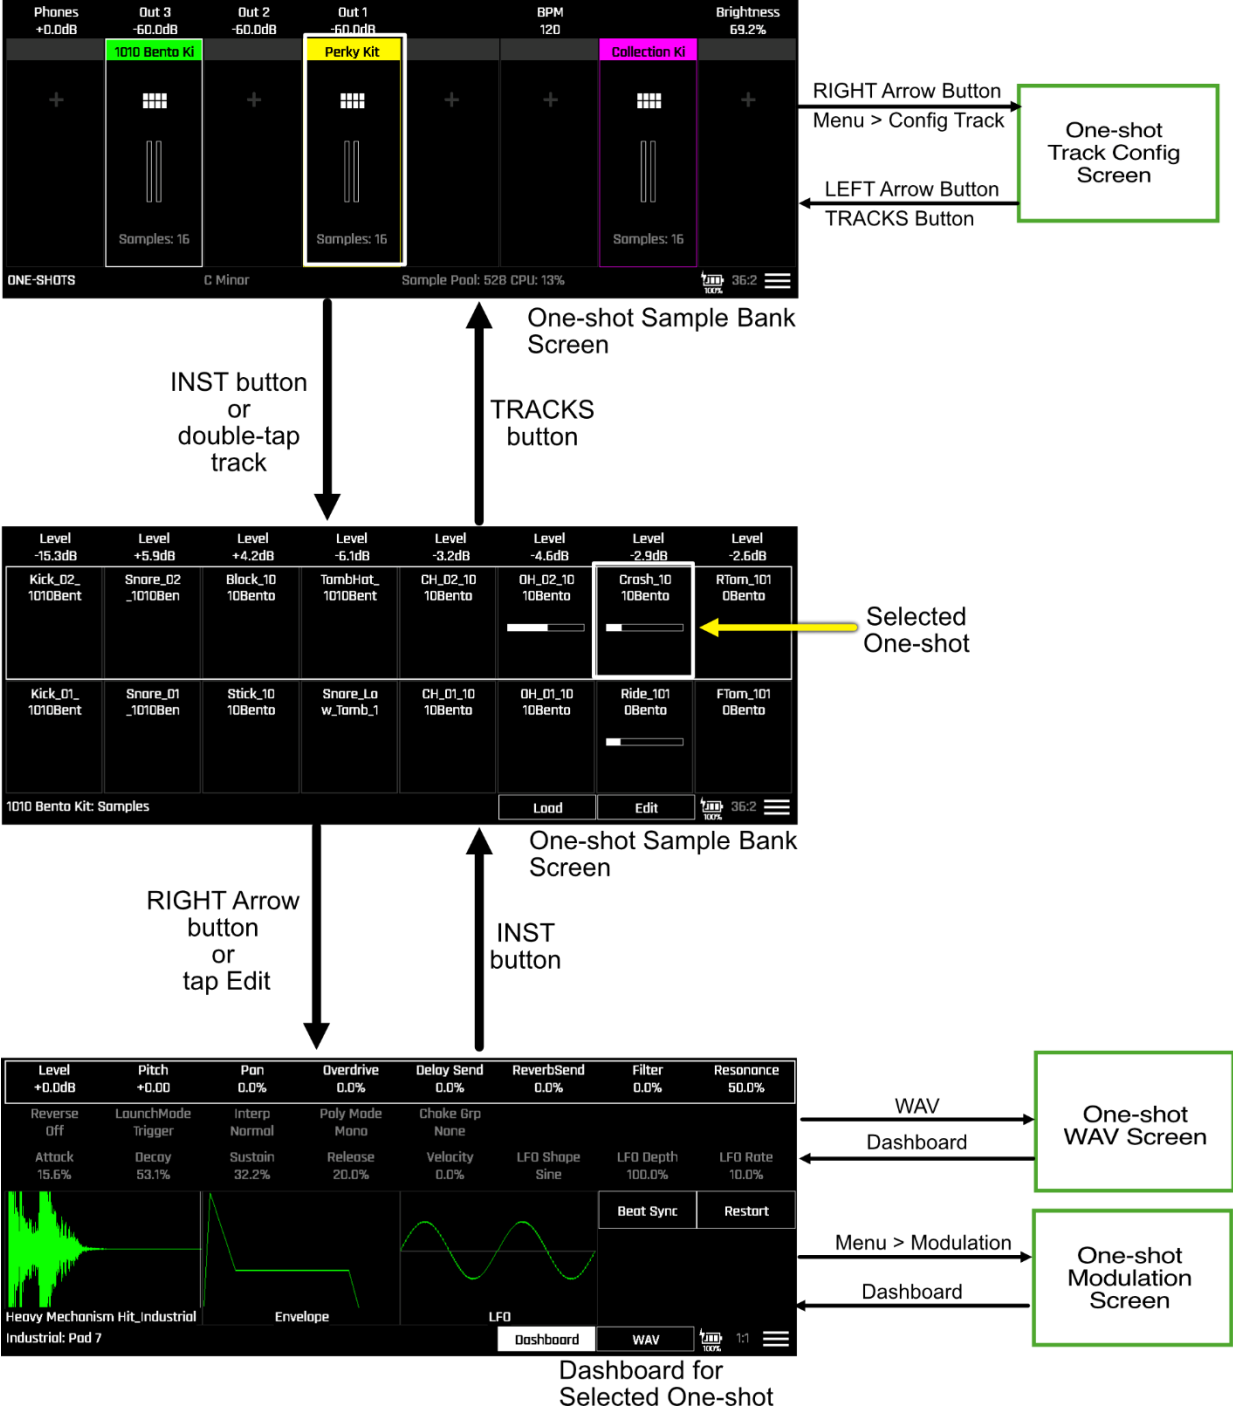 Phones Out 3 Out 2 Out 1 BPM Brightness
+0.0dB -60.0dB -60.0dB -60.0dB 120 69.2%
1010 Bento Ki Perky Kit Collection Ki
+ + + + +
Samples: 16 Samples: 16 Samples: 16
ONE-SHOTS C Minor Sample Pool: 528 CPU: 13% 100% 36:2
RIGHT Arrow Button
Menu > Config Track
LEFT Arrow Button
TRACKS Button
One-shot
Track Config
Screen
One-shot Sample Bank
Screen
INST button
or
double-tap
track
TRACKS
button
Level Level Level Level Level Level Level Level
-15.3dB +5.9dB +4.2dB -6.1dB -3.2dB -4.6dB -2.9dB -2.6dB
Kick_02_ Snare_02 Block_10 TambHat_ CH_02_10 OH_02_10 Crash_10 RTom_101
1010Bent _1010Ben 10Bento 1010Bent 10Bento 10Bento 10Bento 0Bento
Kick_01_ Snare_01 Stick_10 Snare_Lo CH_01_10 OH_01_10 Ride_101 FTom_101
1010Bent _1010Ben 10Bento w_Tamb_1 10Bento 10Bento 0Bento 0Bento
1010 Bento Kit: Samples Load Edit 100% 36:2
Selected
One-shot
One-shot Sample Bank
Screen
RIGHT Arrow
button
or
tap Edit
INST
button
Level Pitch Pan Overdrive Delay Send ReverbSend Filter Resonance
+0.0dB +0.00 0.0% 0.0% 0.0% 0.0% 0.0% 50.0%
Reverse LaunchMode Interp Poly Mode Choke Grp
Off Trigger Normal Mono None
Attack Decay Sustain Release Velocity LFO Shape LFO Depth LFO Rate
15.6% 53.1% 32.2% 20.0% 0.0% Sine 100.0% 10.0%
Beat Sync Restart
Heavy Mechanism Hit_Industrial Envelope LFO
Industrial: Pad 7 Dashboard WAV 100% 1:1
WAV
Dashboard
One-shot
WAV Screen
Menu > Modulation
Dashboard
One-shot
Modulation
Screen
Dashboard for
Selected One-shot